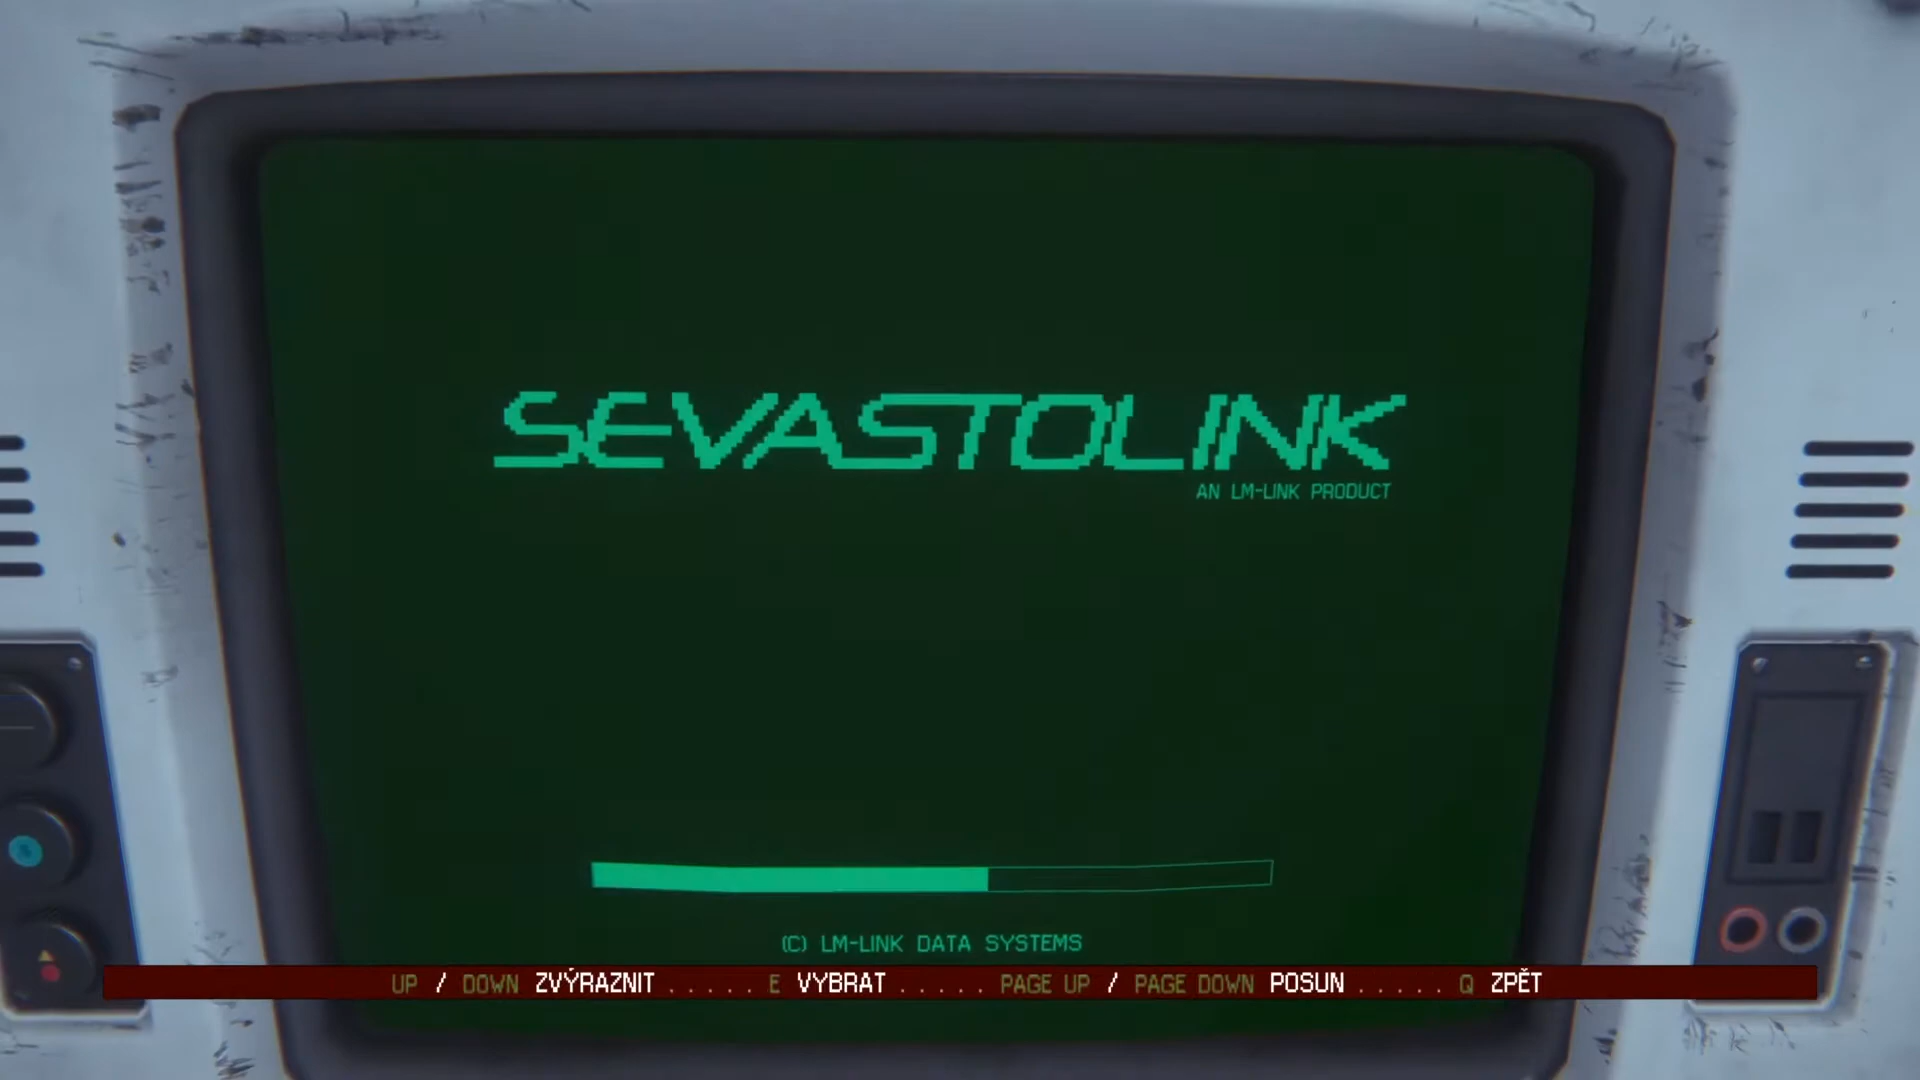 SEVASTOLINK
AN LM-LINK PRODUCT
(C) LM-LINK DATA SYSTEMS
UP / DOWN ZVÝRAZNIT ..... E VYBRAT ..... PAGE UP / PAGE DOWN POSUN ..... Q ZPĚT